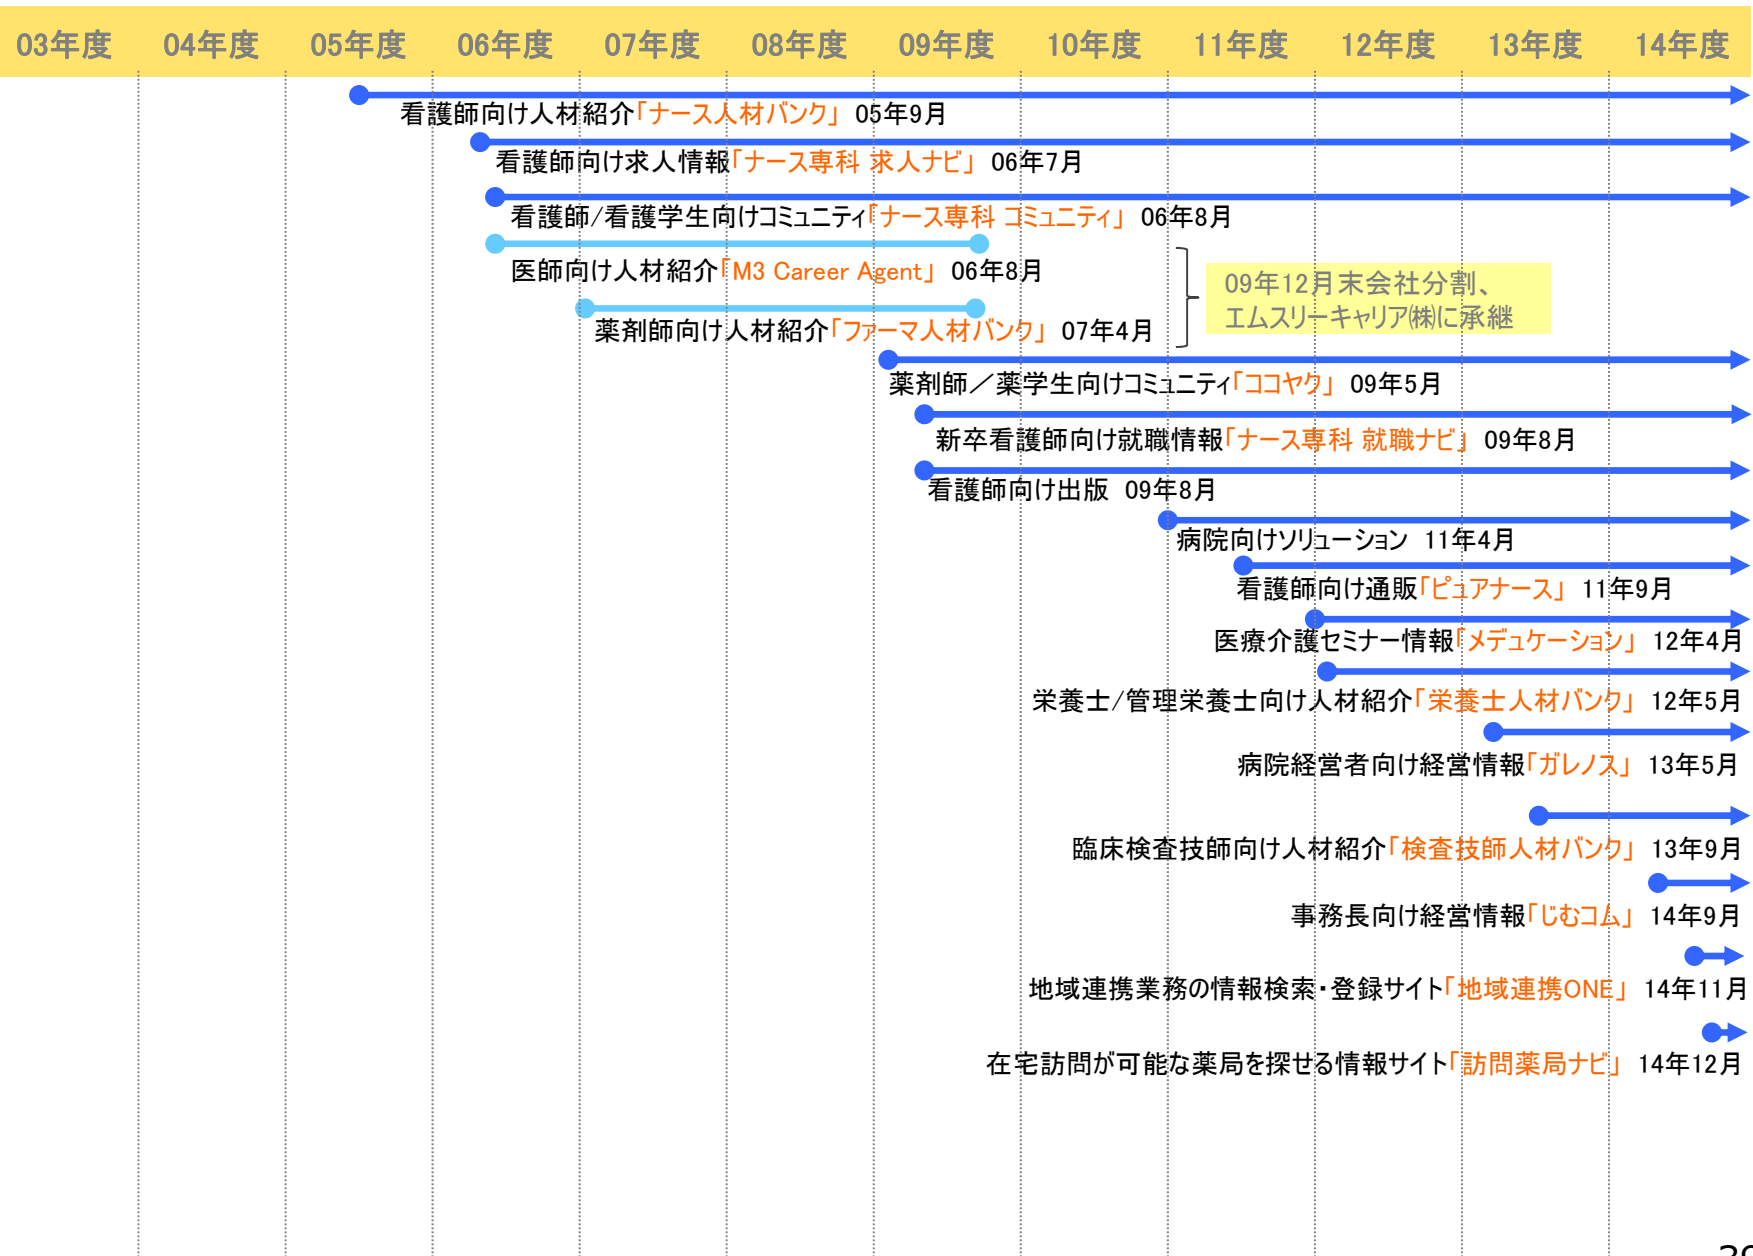 03年度 04年度 05年度 06年度 07年度 08年度 09年度 10年度 11年度 12年度 13年度 14年度
看護師向け人材紹介「ナース人材バンク」 05年9月
看護師向け求人情報「ナース専科 求人ナビ」 06年7月
看護師/看護学生向けコミュニティ「ナース専科 コミュニティ」 06年8月
医師向け人材紹介「M3 Career Agent」 06年8月
09年12月末会社分割、
エムスリーキャリア㈱に承継
薬剤師向け人材紹介「ファーマ人材バンク」 07年4月
薬剤師／薬学生向けコミュニティ「ココヤク」 09年5月
新卒看護師向け就職情報「ナース専科 就職ナビ」 09年8月
看護師向け出版 09年8月
病院向けソリューション 11年4月
看護師向け通販「ピュアナース」 11年9月
医療介護セミナー情報「メデュケーション」 12年4月
栄養士/管理栄養士向け人材紹介「栄養士人材バンク」 12年5月
病院経営者向け経営情報「ガレノス」 13年5月
臨床検査技師向け人材紹介「検査技師人材バンク」 13年9月
事務長向け経営情報「じむコム」 14年9月
地域連携業務の情報検索・登録サイト「地域連携ONE」 14年11月
在宅訪問が可能な薬局を探せる情報サイト「訪問薬局ナビ」 14年12月